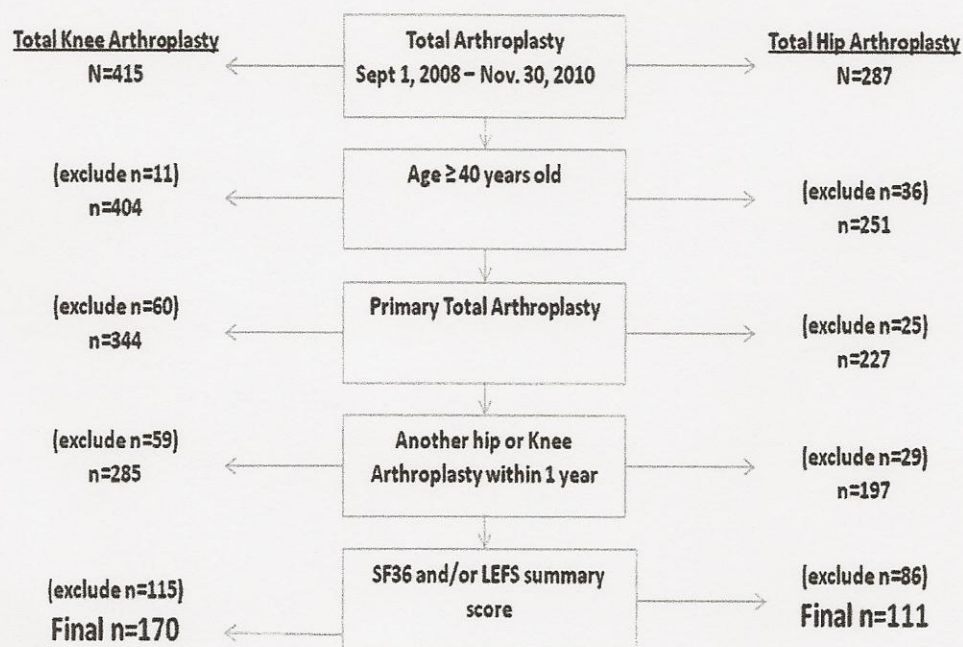 Total Knee Arthroplasty
N=415
Total Arthroplasty
Sept 1, 2008 – Nov. 30, 2010
Total Hip Arthroplasty
N=287
(exclude n=11)
n=404
Age ≥ 40 years old
(exclude n=36)
n=251
(exclude n=60)
n=344
Primary Total Arthroplasty
(exclude n=25)
n=227
(exclude n=59)
n=285
Another hip or Knee
Arthroplasty within 1 year
(exclude n=29)
n=197
(exclude n=115)
Final n=170
SF36 and/or LEFS summary
score
(exclude n=86)
Final n=111